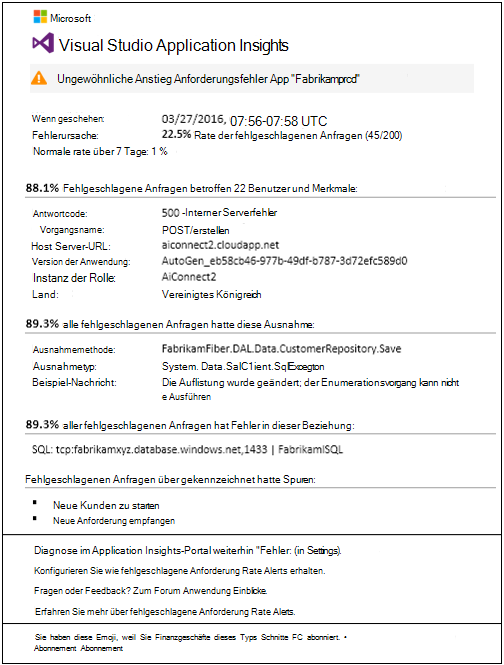 Microsoft
Visual Studio Application Insights
Ungewöhnliche Anstieg Anforderungsfehler App "Fabrikamprcd"
Wenn geschehen: 03/27/2016, 07:56-07:58 UTC
Fehlerursache: 22.5% Rate der fehlgeschlagenen Anfragen (45/200)
Normale rate über 7 Tage: 1 %
88.1% Fehlgeschlagene Anfragen betroffen 22 Benutzer und Merkmale:
Antwortcode: 500 -Interner Serverfehler
Vorgangsname: POST/erstellen
Host Server-URL: aiconnect2.cloudapp.net
Version der Anwendung: AutoGen_eb58cb46-977b-49df-b787-3d72efc589d0
Instanz der Rolle: AiConnect2
Land: Vereinigtes Königreich
89.3% alle fehlgeschlagenen Anfragen hatte diese Ausnahme:
Ausnahmemethode: FabrikamFiber.DAL.Data.CustomerRepository.Save
Ausnahmetyp: System. Data.SalC1ient.SqlExcegton
Beispiel-Nachricht: Die Auflistung wurde geändert; der Enumerationsvorgang kann nicht
e Ausführen
89.3% aller fehlgeschlagenen Anfragen hat Fehler in dieser Beziehung:
SQL: tcp:fabrikamxyz.database.windows.net,1433 | FabrikamISQL
Fehlgeschlagenen Anfragen über gekennzeichnet hatte Spuren:
▪ Neue Kunden zu starten
▪ Neue Anforderung empfangen
Diagnose im Application Insights-Portal weiterhin "Fehler: (in Settings).
Konfigurieren Sie wie fehlgeschlagene Anforderung Rate Alerts erhalten.
Fragen oder Feedback? Zum Forum Anwendung Einblicke.
Erfahren Sie mehr über fehlgeschlagene Anforderung Rate Alerts.
Sie haben diese Emoji, weil Sie Finanzgeschäfte dieses Typs Schnitte FC abonniert. •
Abonnement Abonnement